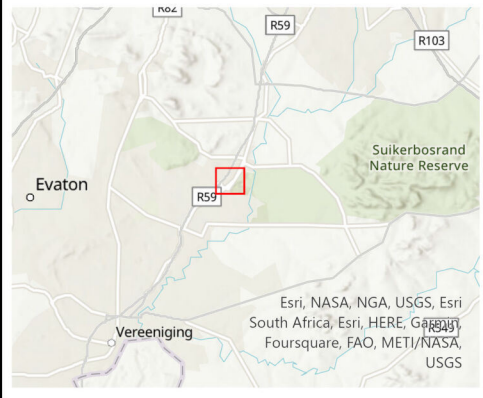 R82
R59
R103
Suikerbosrand
Nature Reserve
Evaton
R59
Vereeniging
Esri, NASA, NGA, USGS, Esri
South Africa, Esri, HERE, Garmin,
Foursquare, FAO, METI/NASA,
USGS
R549